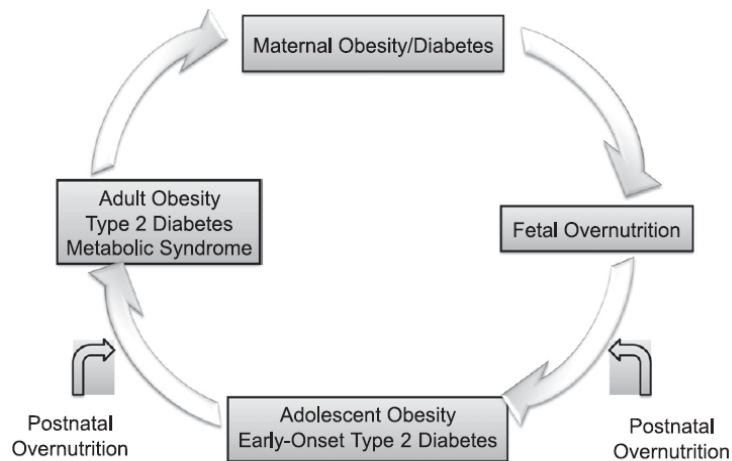 Maternal Obesity/Diabetes
Adult Obesity
Type 2 Diabetes
Metabolic Syndrome
Fetal Overnutrition
Postnatal
Overnutrition
Adolescent Obesity
Early-Onset Type 2 Diabetes
Postnatal
Overnutrition